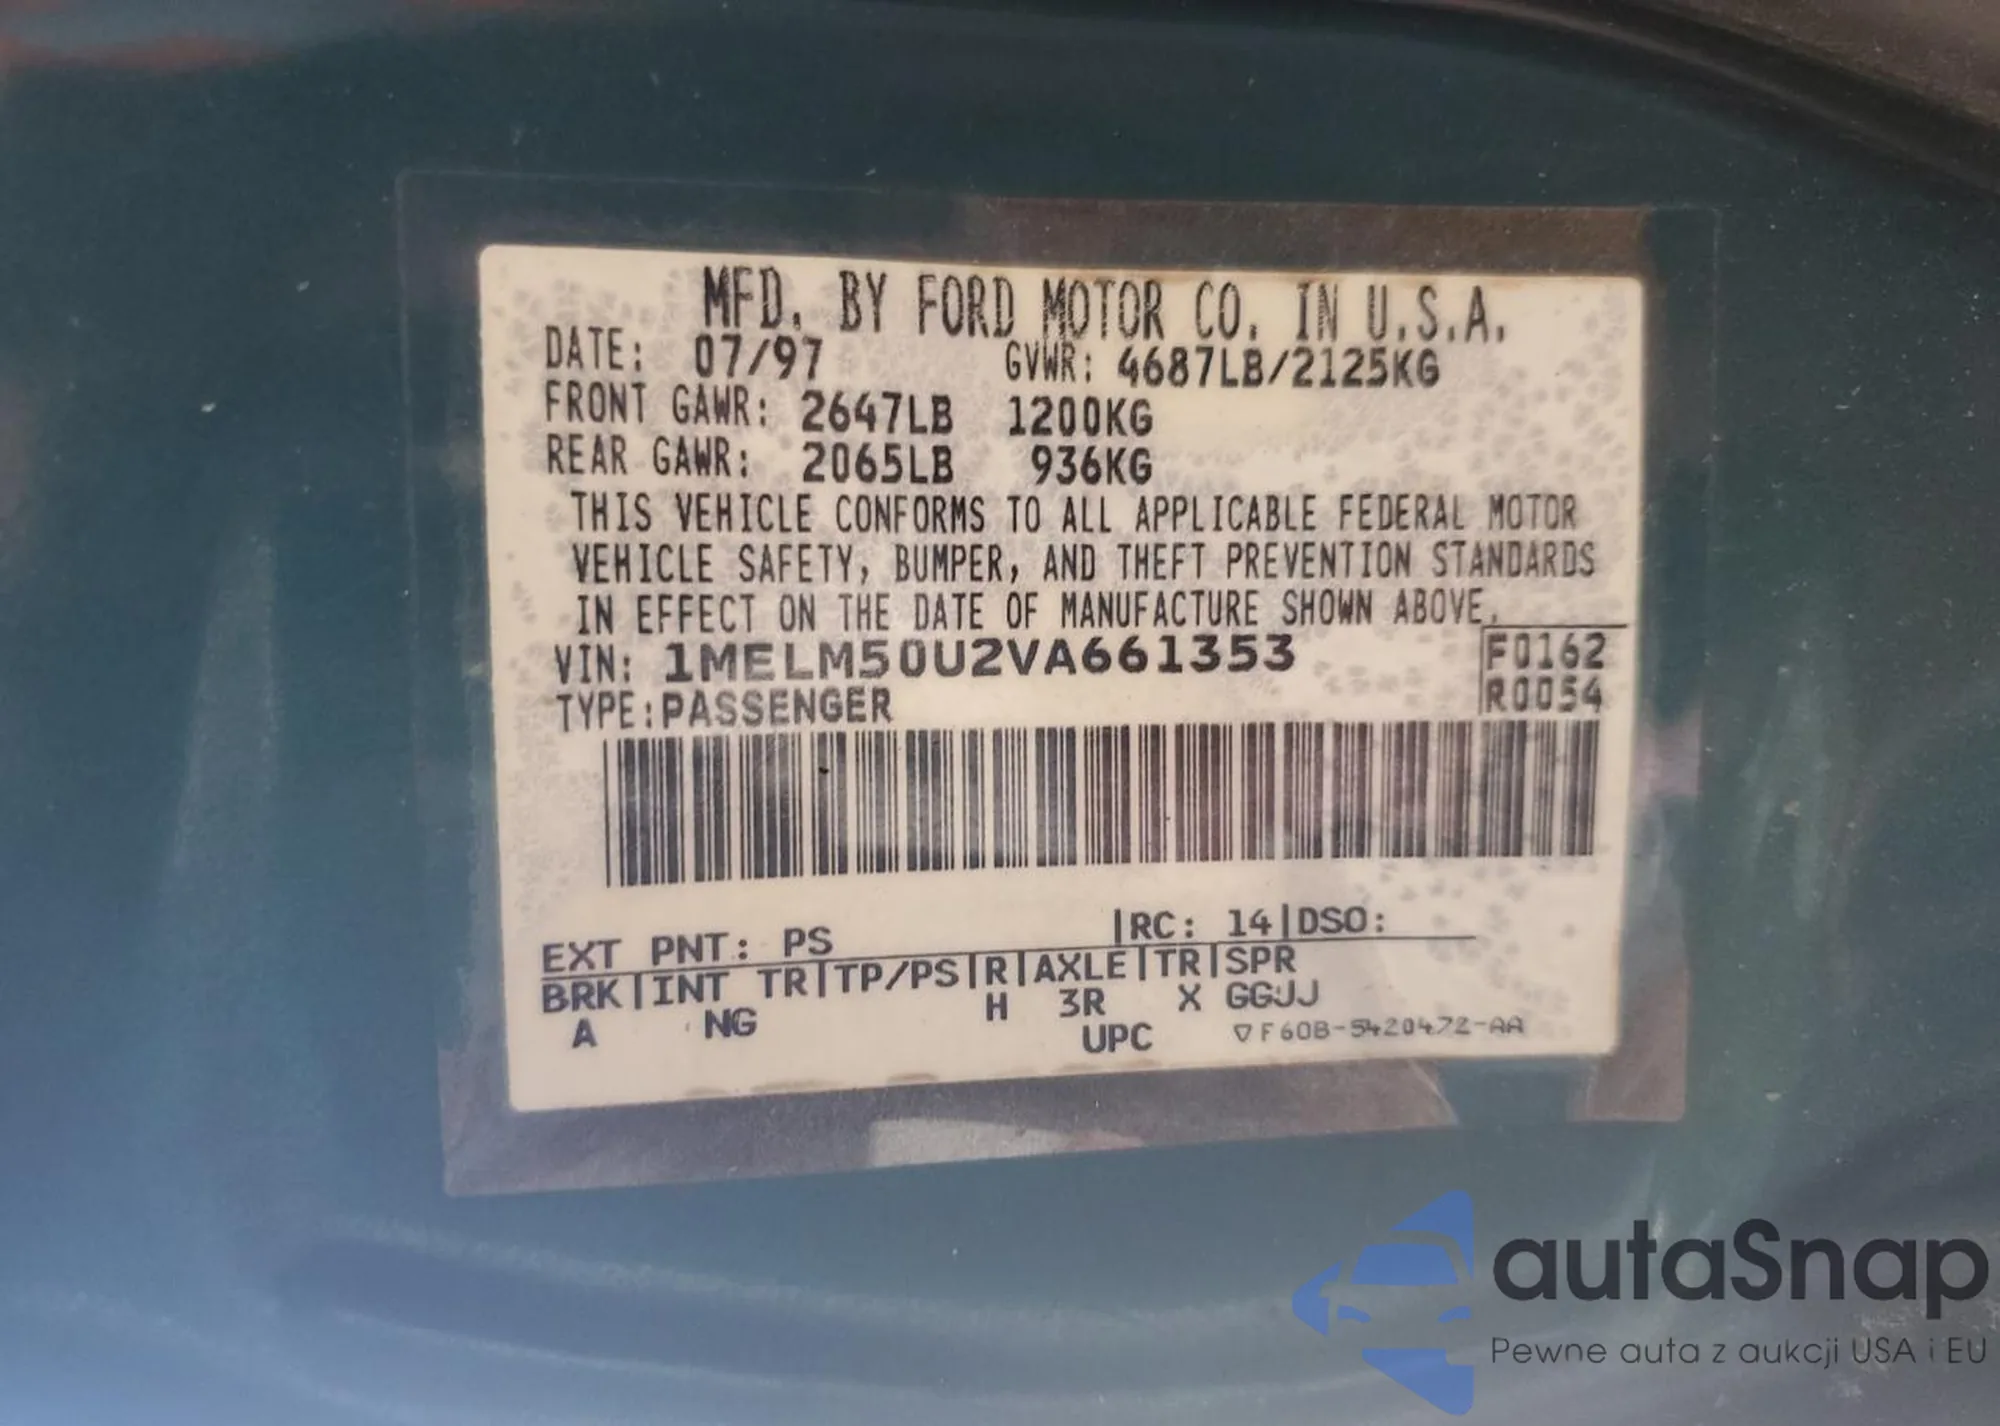 MFD. BY FORD MOTOR CO. IN U.S.A.
DATE: 07/97 GVWR: 4687LB/2125KG
FRONT GAWR: 2647LB 1200KG
REAR GAWR: 2065LB 936KG
THIS VEHICLE CONFORMS TO ALL APPLICABLE FEDERAL MOTOR
VEHICLE SAFETY, BUMPER, AND THEFT PREVENTION STANDARDS
IN EFFECT ON THE DATE OF MANUFACTURE SHOWN ABOVE.
VIN: 1MELM50U2VA661353 F0162
TYPE:PASSENGER R0054
EXT PNT: PS |RC: 14|DSO:
BRK|INT TR|TP/PS|R|AXLE|TR|SPR
A NG H 3R X GGJJ
UPC ▽F60B-5420472-AA
autaSnap
Pewne auta z aukcji USA i EU